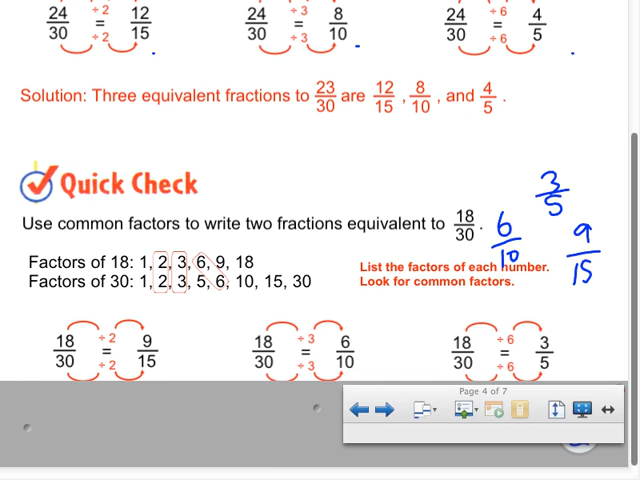 24/30 ÷2 = ÷2 12/15 24/30 ÷3 = ÷3 8/10 24/30 ÷6 = ÷6 4/5
Solution: Three equivalent fractions to 23/30 are 12/15 , 8/10 , and 4/5 .
Quick Check
3/5
Use common factors to write two fractions equivalent to 18/30 . 6/10 9/15
Factors of 18: 1, 2, 3, 6, 9, 18
Factors of 30: 1, 2, 3, 5, 6, 10, 15, 30
List the factors of each number.
Look for common factors.
18/30 ÷2 = ÷2 9/15 18/30 ÷3 = ÷3 6/10 18/30 ÷6 = ÷6 3/5
Page 4 of 7